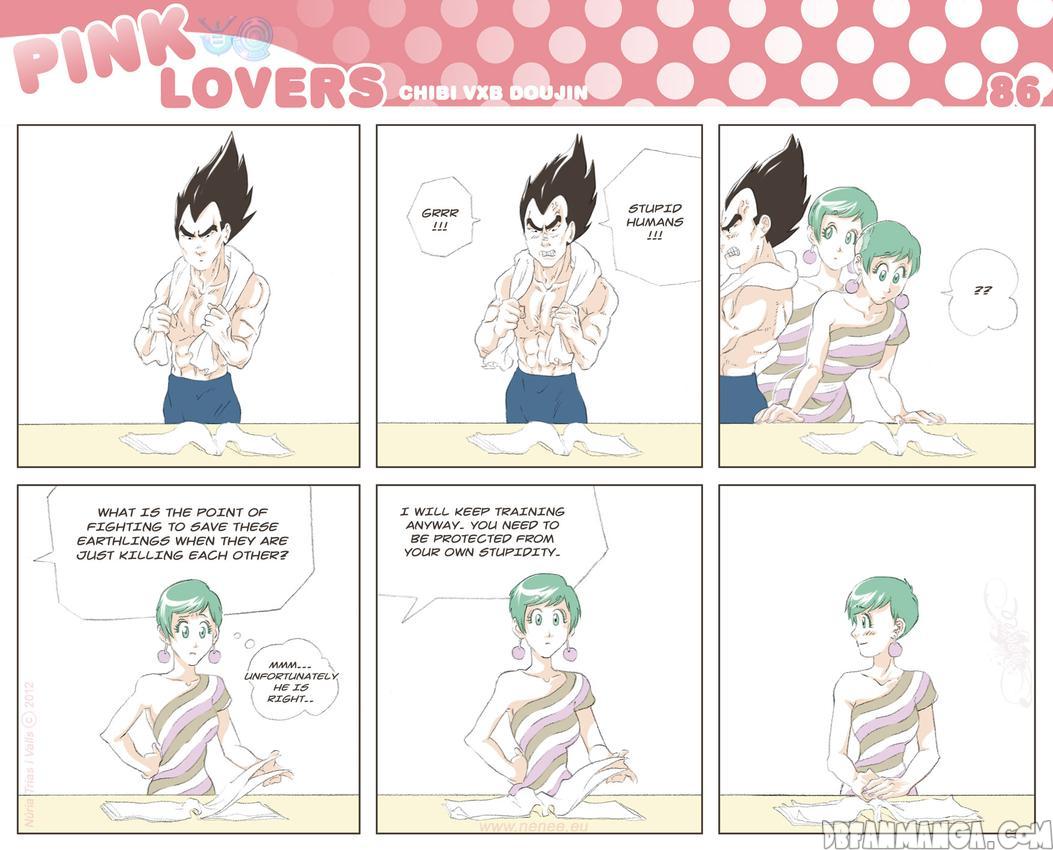 PINK
LOVERS
CHIBI VXB DOUJIN
86
GRRR
!!!
STUPID
HUMANS
!!!
??
WHAT IS THE POINT OF
FIGHTING TO SAVE THESE
EARTHLINGS WHEN THEY ARE
JUST KILLING EACH OTHER?
MMM...
UNFORTUNATELY
HE IS
RIGHT..
Núria Trias i Valls © 2012
I WILL KEEP TRAINING
ANYWAY. YOU NEED TO
BE PROTECTED FROM
YOUR OWN STUPIDITY.
www.nenee.eu
DBFANMANGA.COM